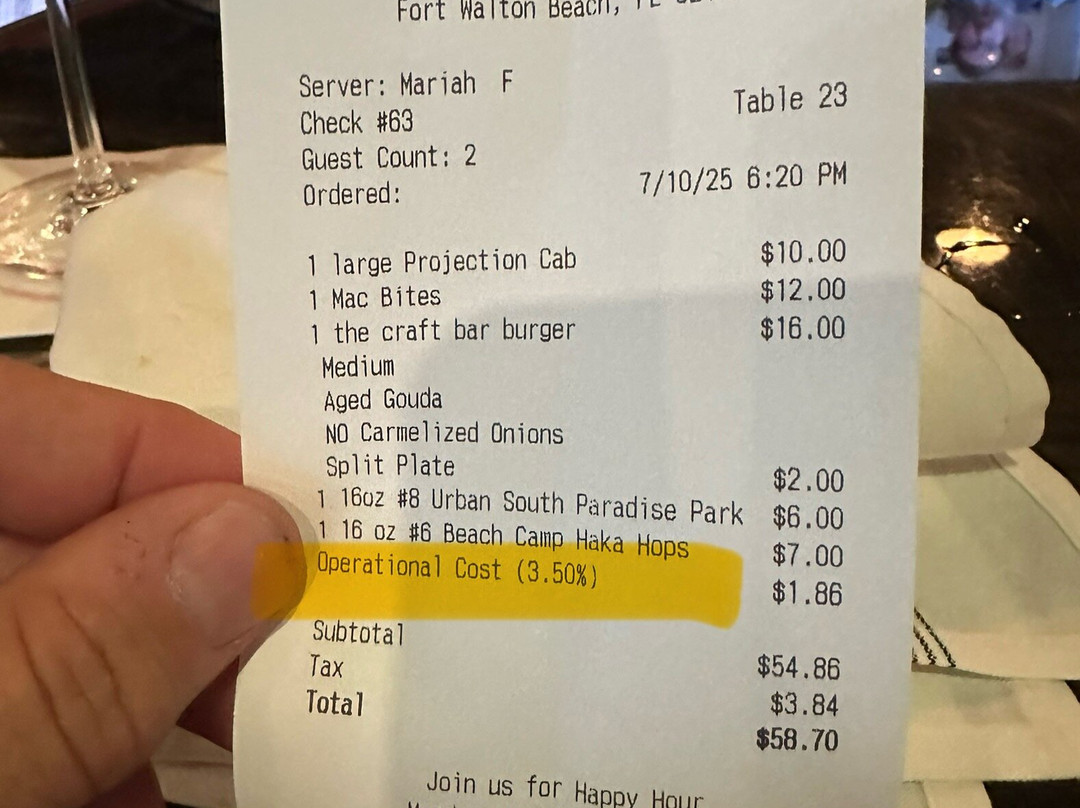 Fort Walton Beach, FL
Server: Mariah F
Table 23
Check #63
Guest Count: 2
Ordered: 7/10/25 6:20 PM
1 large Projection Cab $10.00
1 Mac Bites $12.00
1 the craft bar burger $16.00
Medium
Aged Gouda
NO Carmelized Onions
Split Plate $2.00
1 16oz #8 Urban South Paradise Park $6.00
1 16 oz #6 Beach Camp Haka Hops $7.00
Operational Cost (3.50%) $1.86
Subtotal $54.86
Tax $3.84
Total $58.70
Join us for Happy Hour